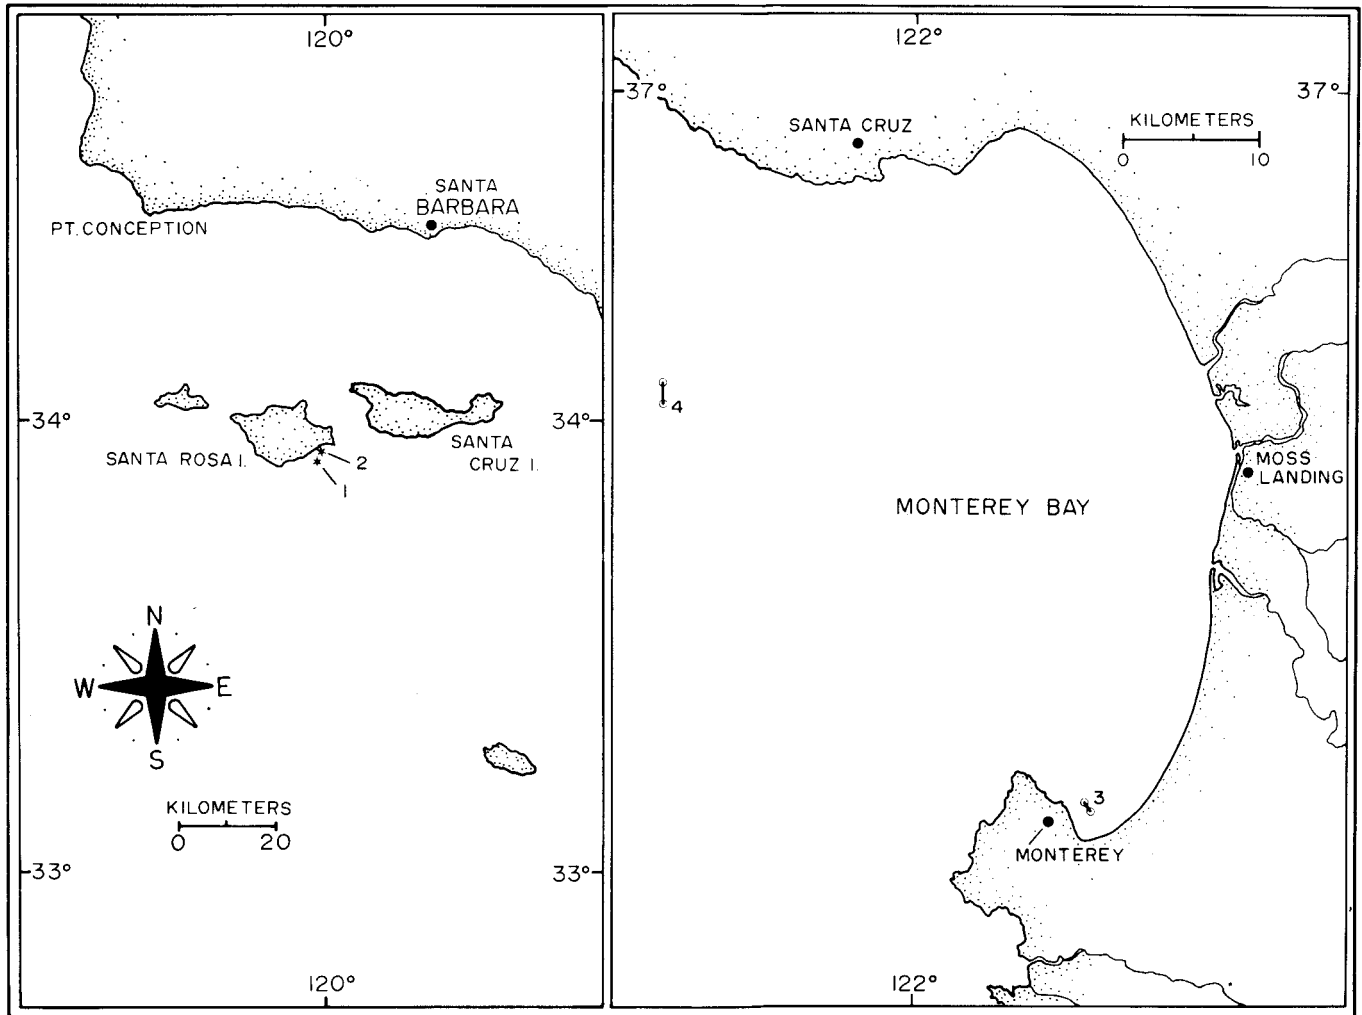 120°
SANTA
BARBARA
PT. CONCEPTION
34°
34°
SANTA ROSA I.
2
1
SANTA
CRUZ I.
N
W
E
S
KILOMETERS
0 20
33°
33°
120°
122°
37°
37°
SANTA CRUZ
KILOMETERS
0 10
4
MOSS
LANDING
MONTEREY BAY
3
MONTEREY
122°